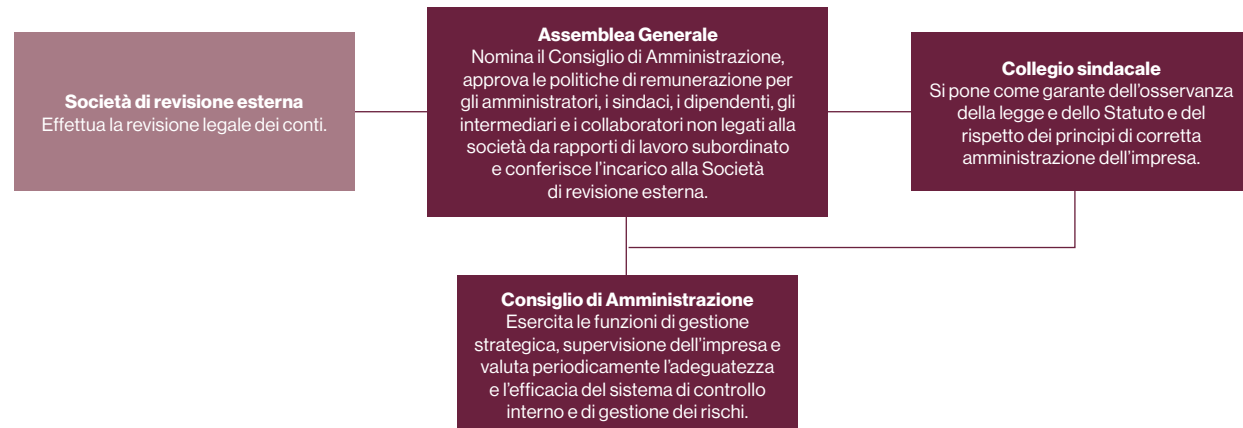 Società di revisione esterna
Effettua la revisione legale dei conti.
Assemblea Generale
Nomina il Consiglio di Amministrazione,
approva le politiche di remunerazione per
gli amministratori, i sindaci, i dipendenti, gli
intermediari e i collaboratori non legati alla
società da rapporti di lavoro subordinato
e conferisce l'incarico alla Società
di revisione esterna.
Collegio sindacale
Si pone come garante dell'osservanza
della legge e dello Statuto e del
rispetto dei principi di corretta
amministrazione dell'impresa.
Consiglio di Amministrazione
Esercita le funzioni di gestione
strategica, supervisione dell'impresa e
valuta periodicamente l'adeguatezza
e l'efficacia del sistema di controllo
interno e di gestione dei rischi.